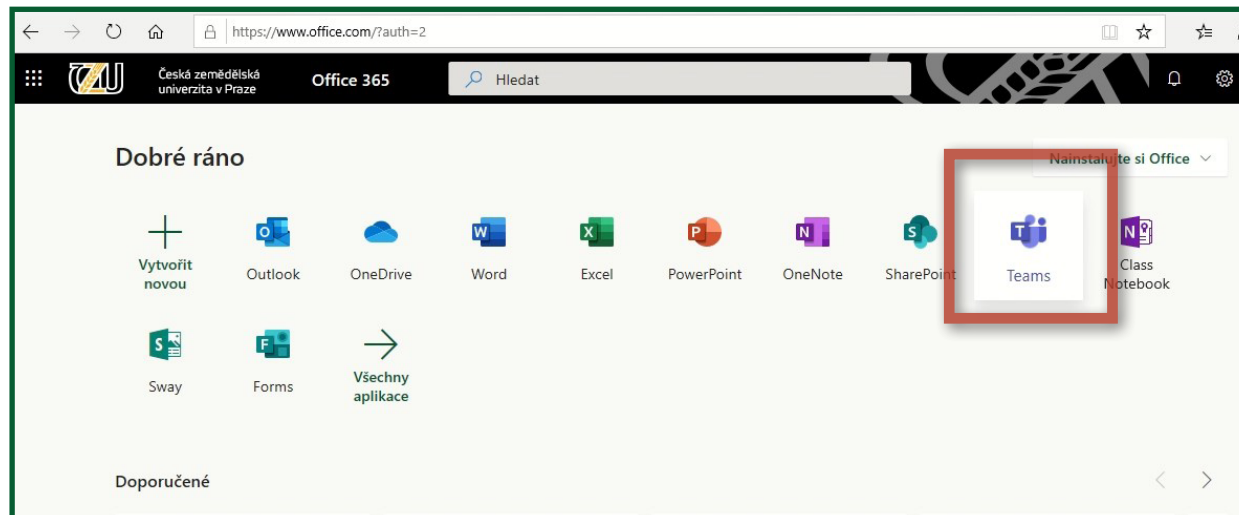 https://www.office.com/?auth=2
ČZU
Česká zemědělská
univerzita v Praze
Office 365
Hledat
Dobré ráno
Nainstalujte si Office
Vytvořit
novou
Outlook
OneDrive
Word
Excel
PowerPoint
OneNote
SharePoint
Teams
Class
Notebook
Sway
Forms
Všechny
aplikace
Doporučené